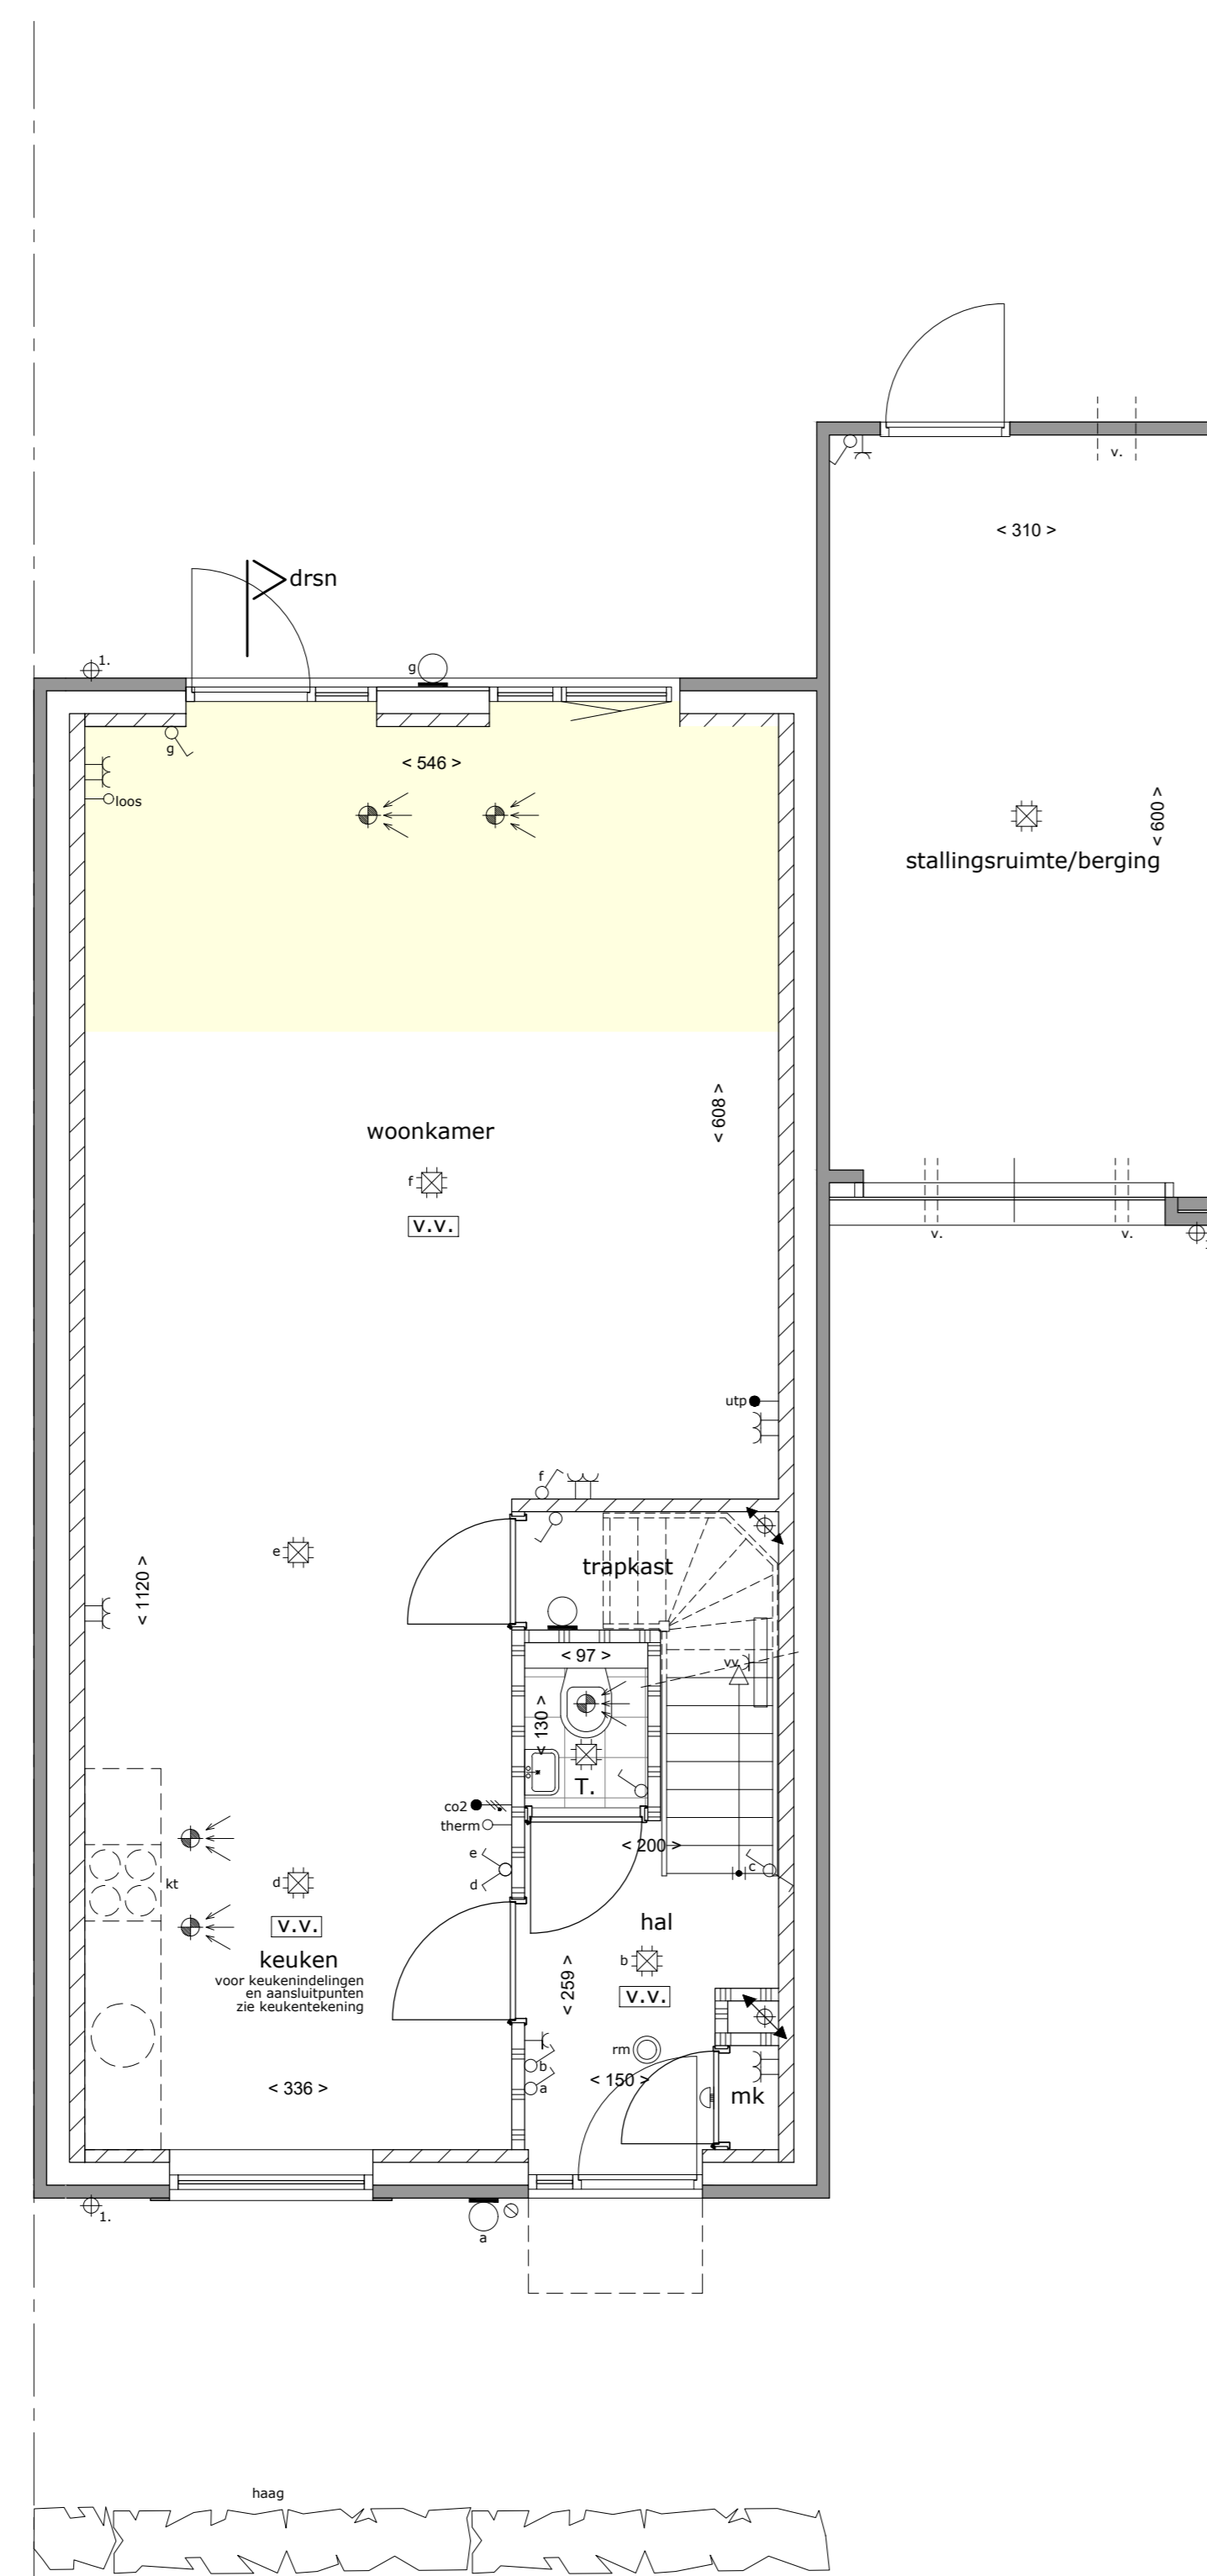 v.
< 310 >
drsn
1.
g
g
< 546 >
loos
< 600 >
stallingsruimte/berging
< 608 >
woonkamer
f
v.v.
v.
v.
utp
f
e
< 1120 >
trapkast
< 97 >
vv
< 130 >
T.
co2
therm
< 200 >
e
d
c
kt
d
v.v.
keuken
voor keukenindelingen
en aansluitpunten
zie keukentekening
hal
b
< 259 >
v.v.
rm
b
a
< 150 >
mk
< 336 >
1.
a
haag